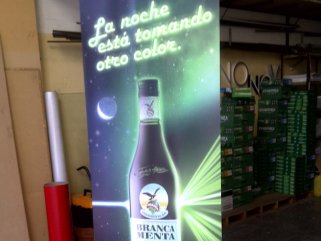 La noche
está tomando
otro color.
BRANCA
MENTA